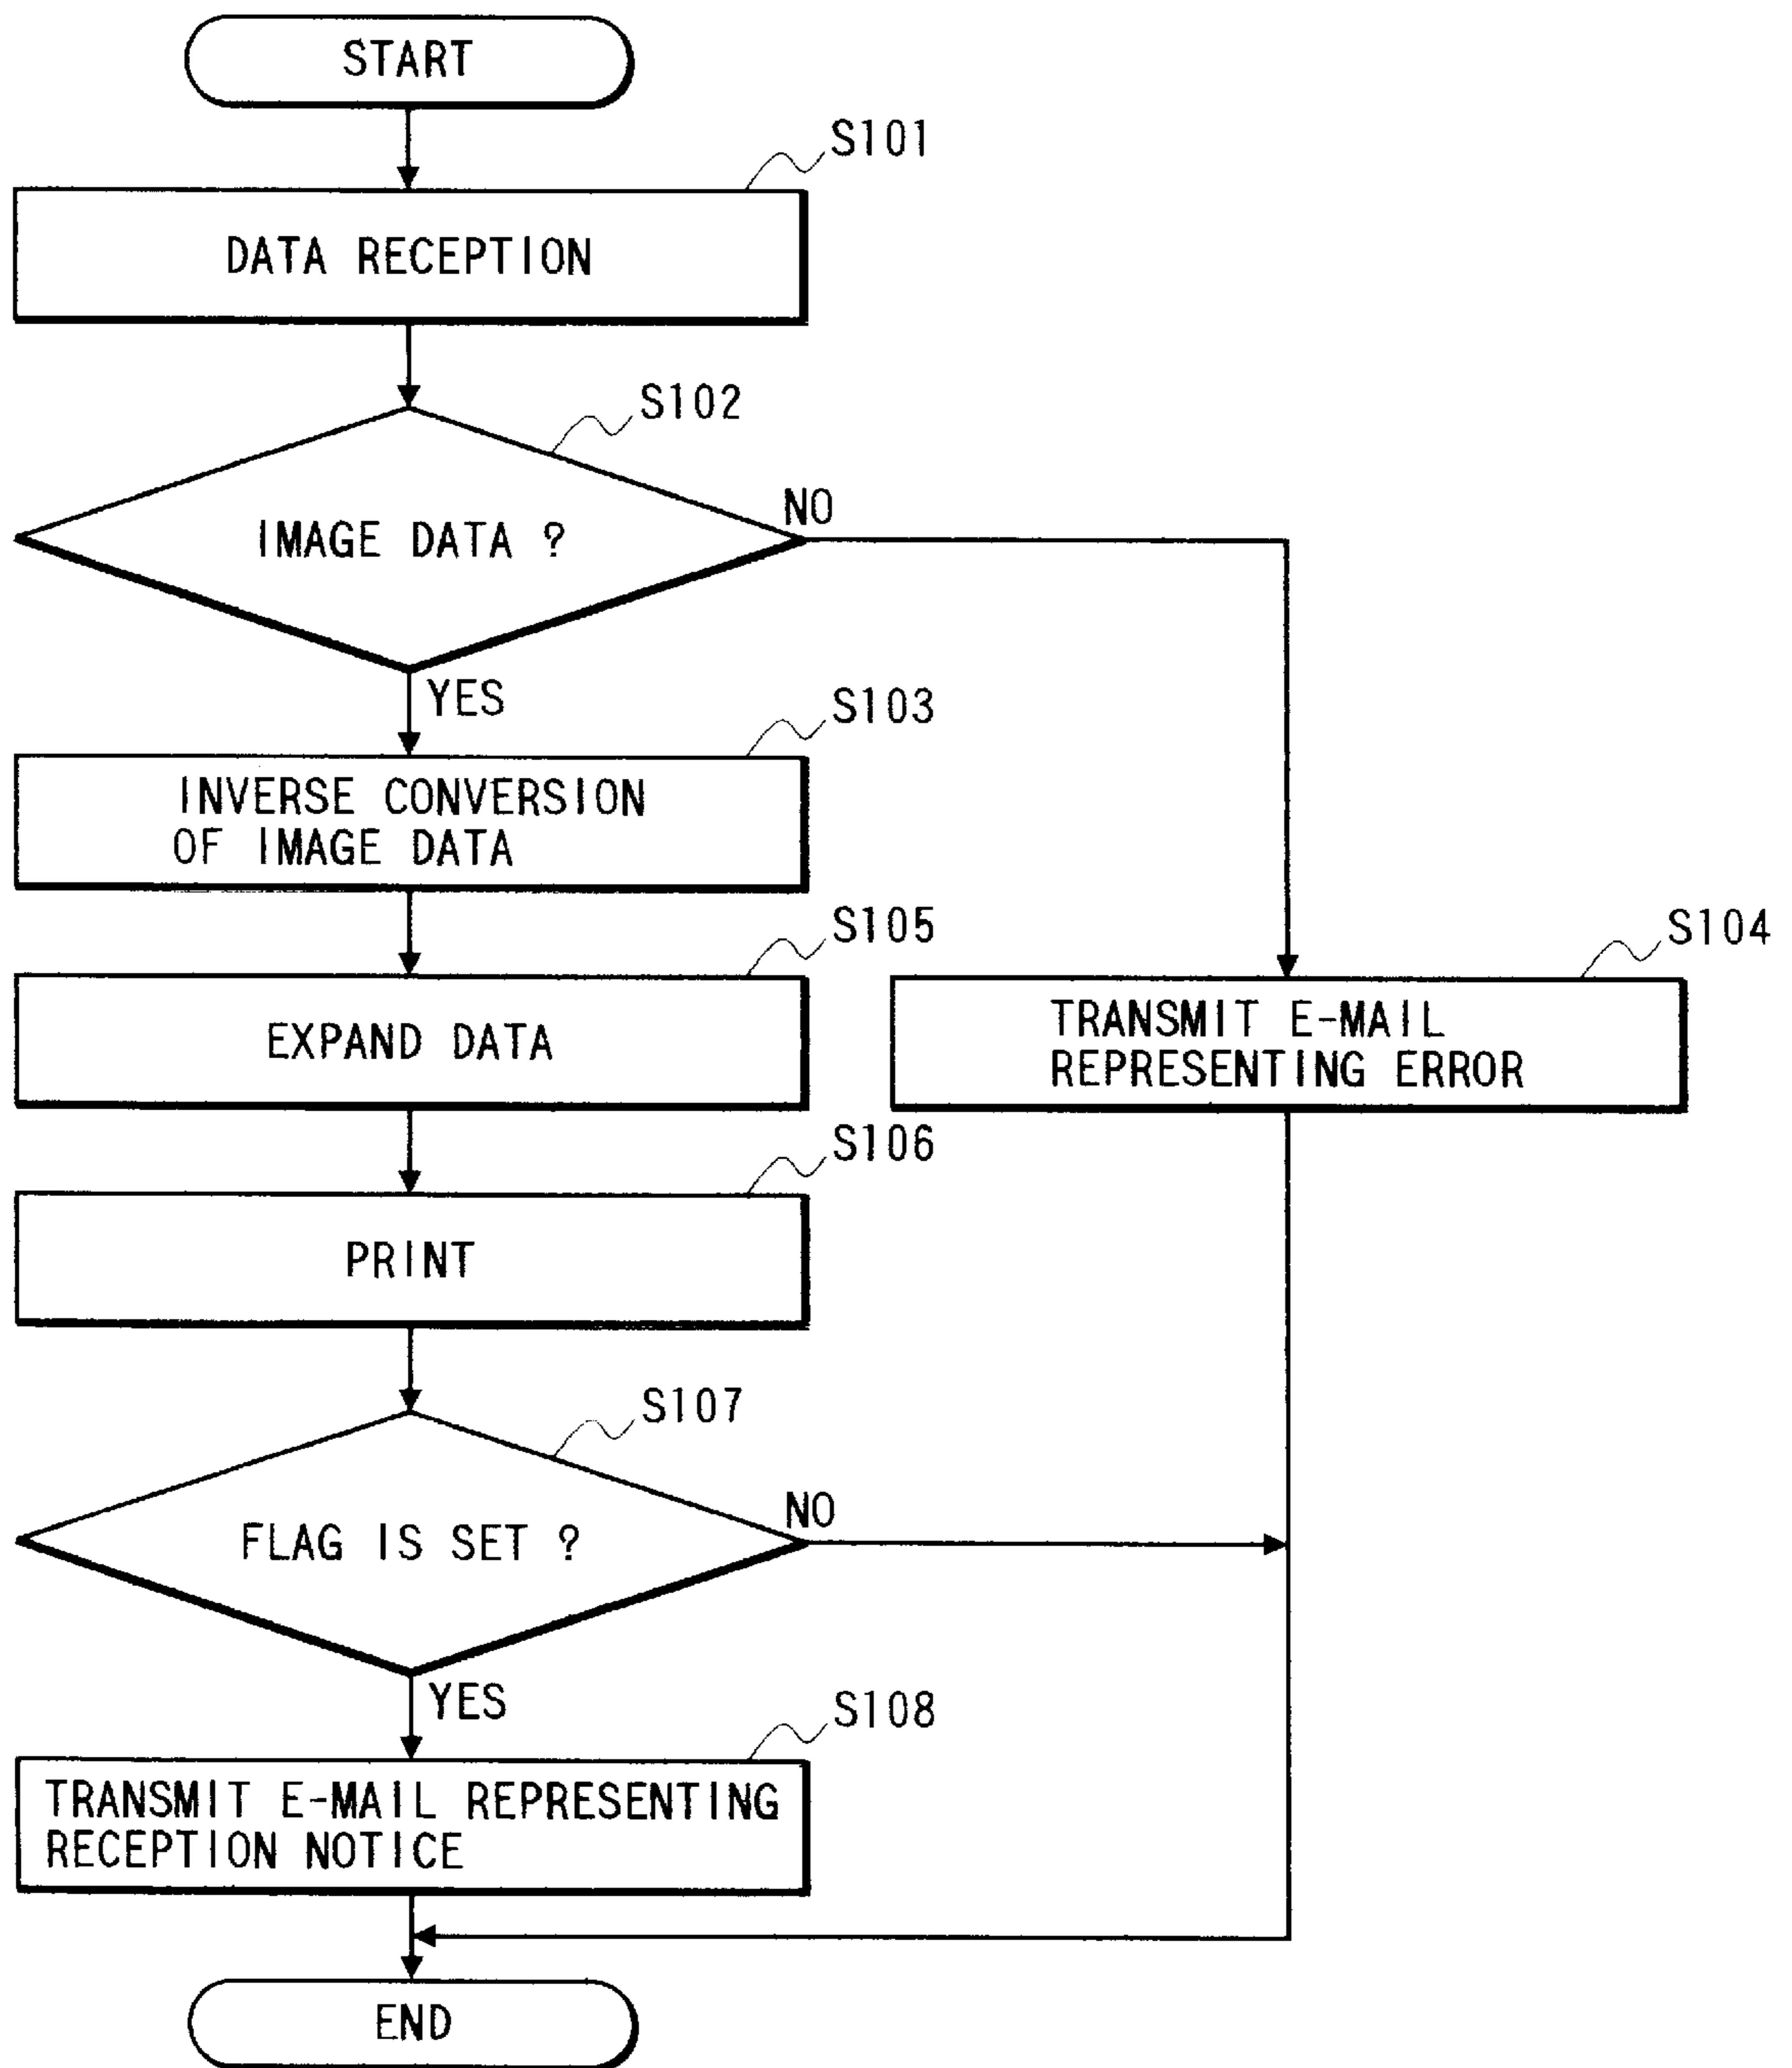 START
S101
DATA RECEPTION
S102
IMAGE DATA ?
NO
YES
S103
INVERSE CONVERSION
OF IMAGE DATA
S105
EXPAND DATA
S104
TRANSMIT E-MAIL
REPRESENTING ERROR
S106
PRINT
S107
FLAG IS SET ?
NO
YES
S108
TRANSMIT E-MAIL REPRESENTING
RECEPTION NOTICE
END